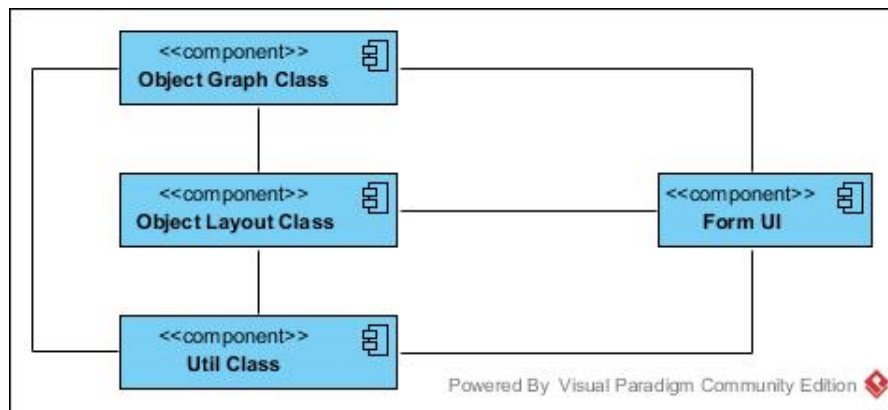 <<component>>
Object Graph Class
<<component>>
Object Layout Class
<<component>>
Form UI
<<component>>
Util Class
Powered By Visual Paradigm Community Edition